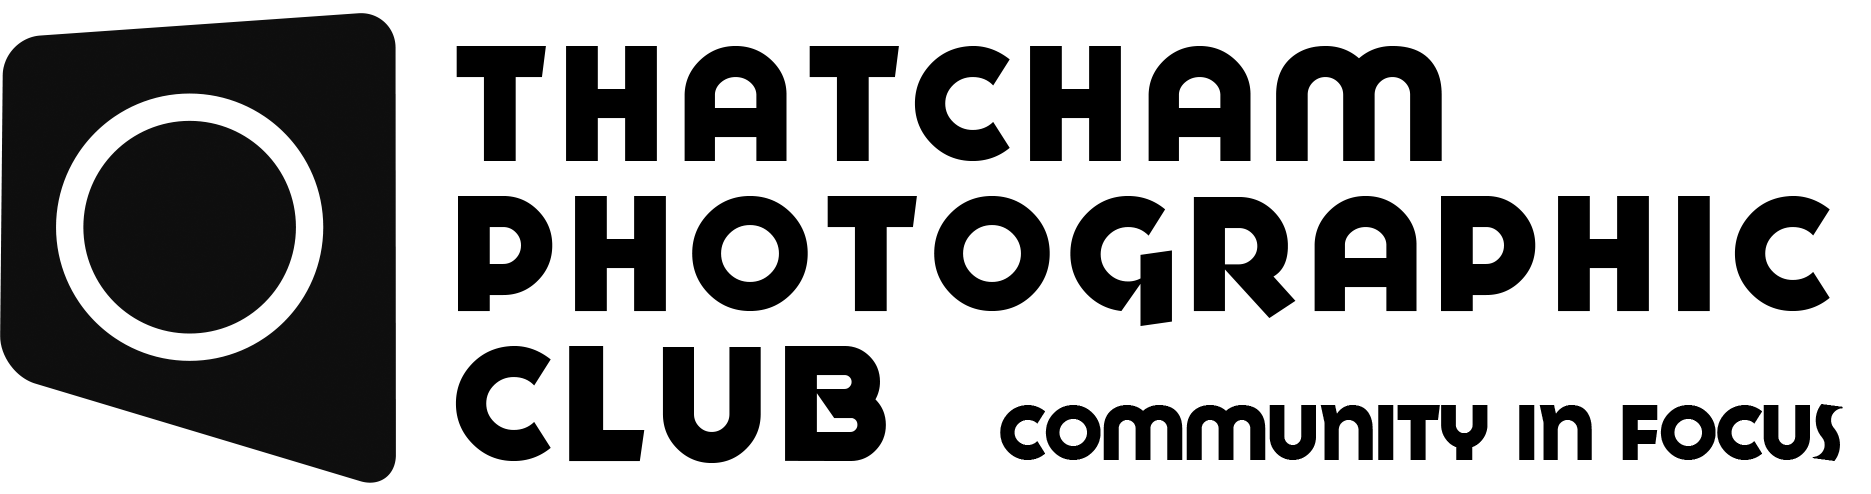 THATCHAM
PHOTOGRAPHIC
CLUB
COMMUNITY IN FOCUS